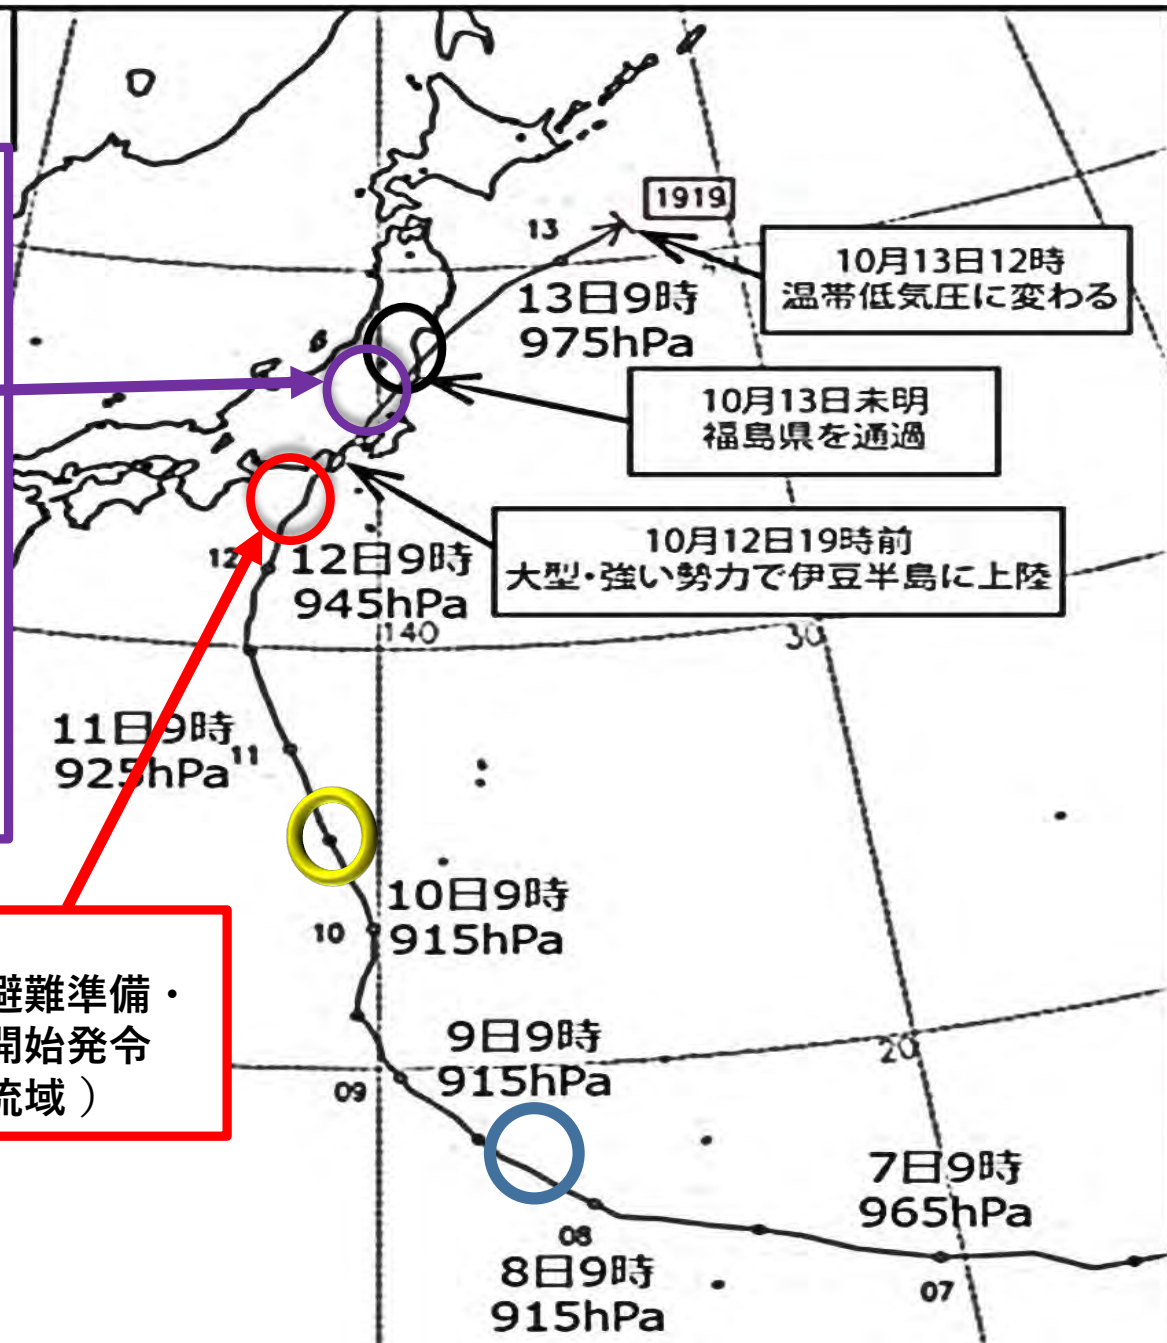 1919
13
10月13日12時
温帯低気圧に変わる
13日9時
975hPa
10月13日未明
福島県を通過
10月12日19時前
大型・強い勢力で伊豆半島に上陸
12
12日9時
945hPa
140
30
11日9時
925hPa
11
10日9時
915hPa
10
避難準備・
開始発令
流域）
9日9時
915hPa
20
09
7日9時
965hPa
08
8日9時
915hPa
07